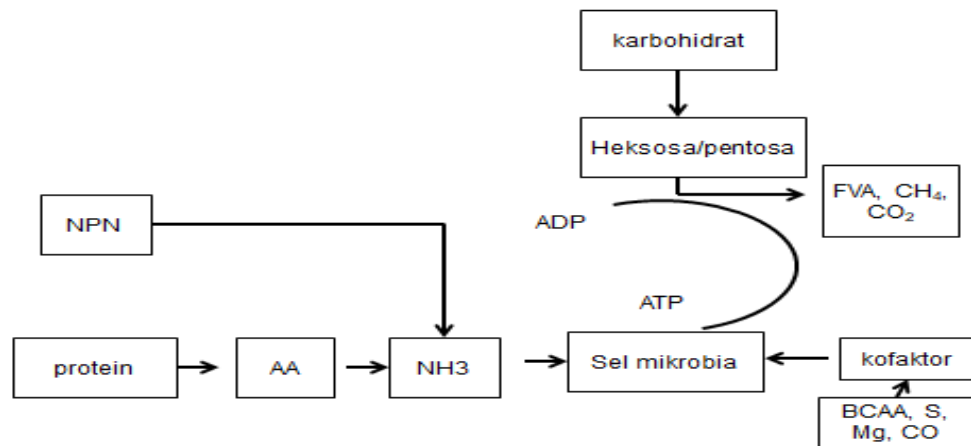 karbohidrat
Heksosa/pentosa
FVA, CH₄,
CO₂
NPN
ADP
ATP
protein
AA
NH3
Sel mikrobia
kofaktor
BCAA, S,
Mg, CO